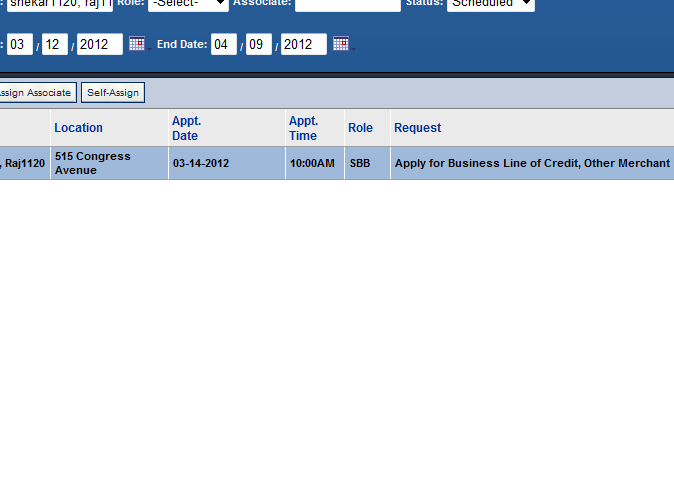 : shekar1120, raj11 Role: -Select- Associate: Status: Scheduled
: 03 / 12 / 2012 End Date: 04 / 09 / 2012
ssign Associate Self-Assign
Location Appt. Date Appt. Time Role Request
, Raj1120 515 Congress Avenue 03-14-2012 10:00AM SBB Apply for Business Line of Credit, Other Merchant